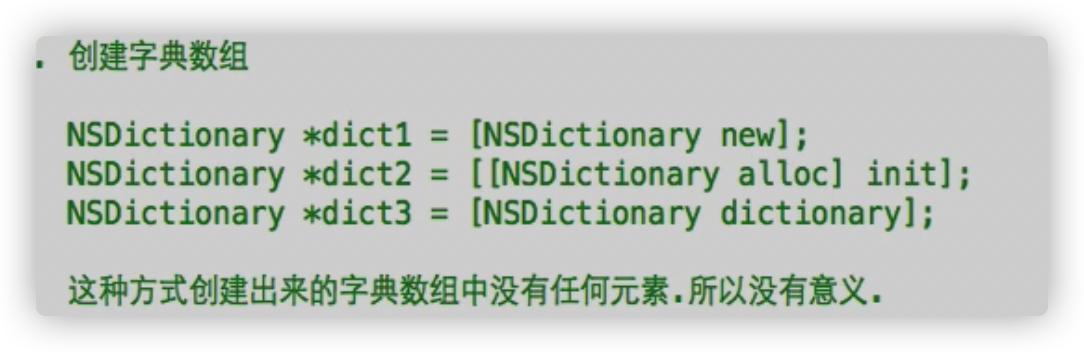 . 创建字典数组
NSDictionary *dict1 = [NSDictionary new];
NSDictionary *dict2 = [[NSDictionary alloc] init];
NSDictionary *dict3 = [NSDictionary dictionary];
这种方式创建出来的字典数组中没有任何元素.所以没有意义.